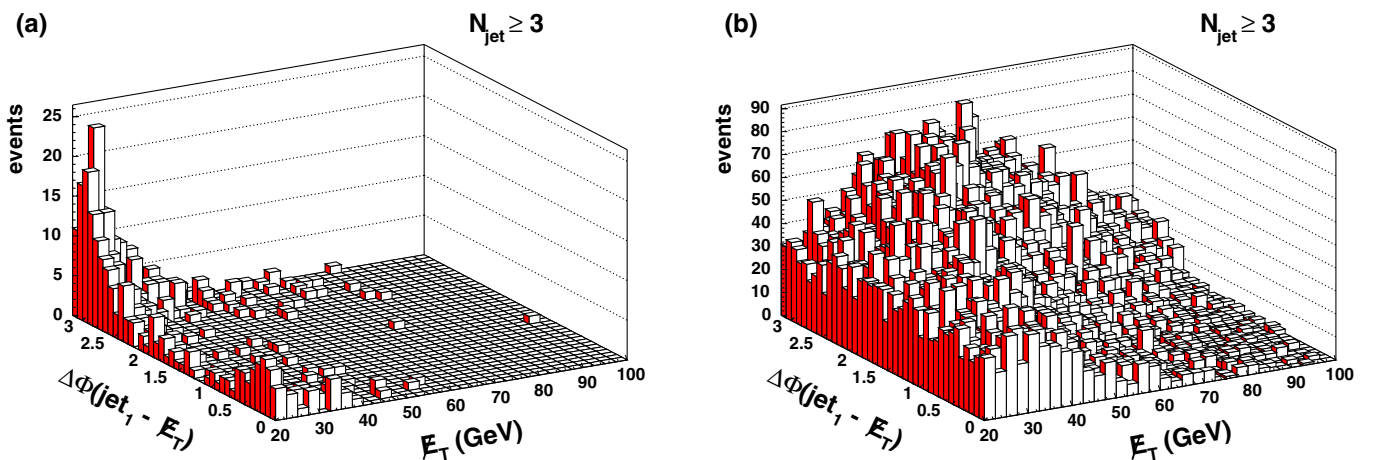 (a) N_jet ≥ 3
events
25
20
15
10
5
0
3 2.5 2 1.5 1 0.5 0
ΔΦ(jet_1 - E̸_T)
20 30 40 50 60 70 80 90 100
E̸_T (GeV)
(b) N_jet ≥ 3
events
90
80
70
60
50
40
30
20
10
0
3 2.5 2 1.5 1 0.5 0
ΔΦ(jet_1 - E̸_T)
20 30 40 50 60 70 80 90 100
E̸_T (GeV)